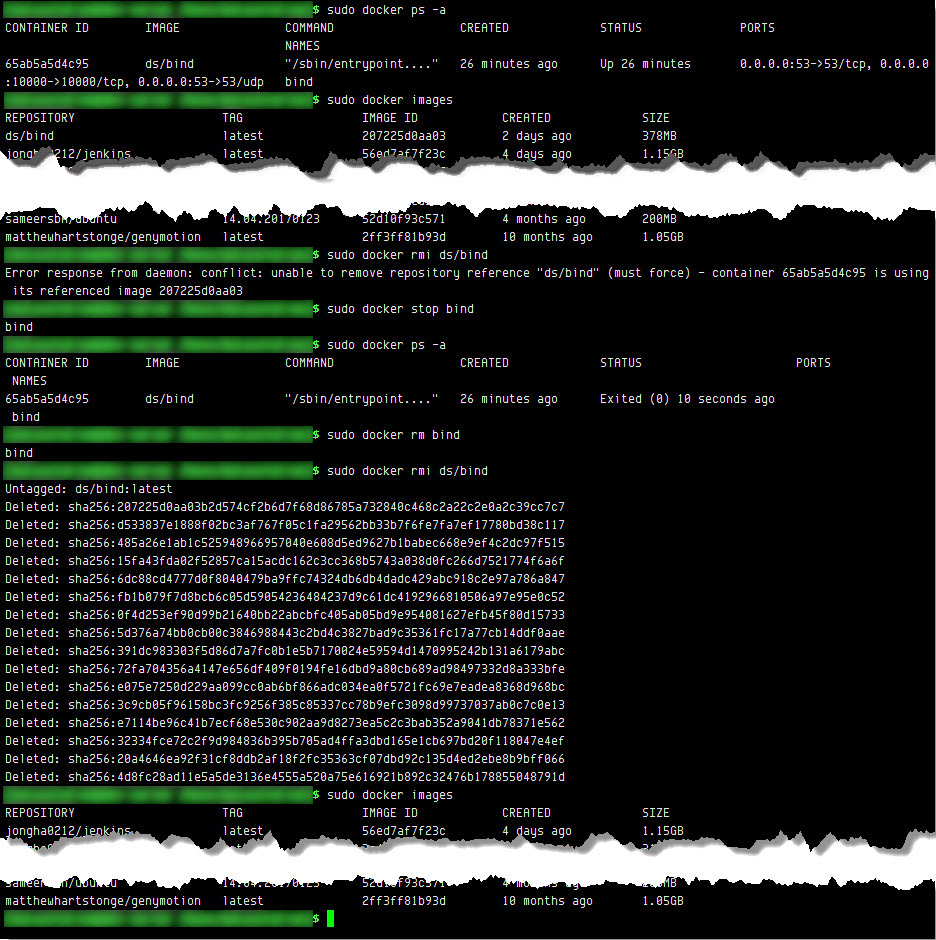 $ sudo docker ps -a
CONTAINER ID IMAGE COMMAND CREATED STATUS PORTS
NAMES
65ab5a5d4c95 ds/bind "/sbin/entrypoint...." 26 minutes ago Up 26 minutes 0.0.0.0:53->53/tcp, 0.0.0.0
:10000->10000/tcp, 0.0.0.0:53->53/udp bind
$ sudo docker images
REPOSITORY TAG IMAGE ID CREATED SIZE
ds/bind latest 207225d0aa03 2 days ago 378MB
jongha0212/jenkins latest 56ed7af7f23c 4 days ago 1.15GB
sameersbn/ubuntu 14.04.20170123 52d10f93c571 4 months ago 200MB
matthewhartstonge/genymotion latest 2ff3ff81b93d 10 months ago 1.05GB
$ sudo docker rmi ds/bind
Error response from daemon: conflict: unable to remove repository reference "ds/bind" (must force) - container 65ab5a5d4c95 is using
its referenced image 207225d0aa03
$ sudo docker stop bind
bind
$ sudo docker ps -a
CONTAINER ID IMAGE COMMAND CREATED STATUS PORTS
NAMES
65ab5a5d4c95 ds/bind "/sbin/entrypoint...." 26 minutes ago Exited (0) 10 seconds ago
bind
$ sudo docker rm bind
bind
$ sudo docker rmi ds/bind
Untagged: ds/bind:latest
Deleted: sha256:207225d0aa03b2d574cf2b6d7f68d86785a732840c468c2a22c2e0a2c39cc7c7
Deleted: sha256:d533837e1888f02bc3af767f05c1fa29562bb33b7f6fe7fa7ef17780bd38c117
Deleted: sha256:485a26e1ab1c525948966957040e608d5ed9627b1babec668e9ef4c2dc97f515
Deleted: sha256:15fa43fda02f52857ca15acdc162c3cc368b5743a038d0fc266d7521774f6a6f
Deleted: sha256:6dc88cd4777d0f8040479ba9ffc74324db6db4dadc429abc918c2e97a786a847
Deleted: sha256:fb1b079f7d8bcb6c05d59054236484237d9c61dc4192966810506a97e95e0c52
Deleted: sha256:0f4d253ef90d99b21640bb22abcbfc405ab05bd9e954081627efb45f80d15733
Deleted: sha256:5d376a74bb0cb00c3846988443c2bd4c3827bad9c35361fc17a77cb14ddf0aae
Deleted: sha256:391dc983303f5d86d7a7fc0b1e5b7170024e59594d1470995242b131a6179abc
Deleted: sha256:72fa704356a4147e656df409f0194fe16dbd9a80cb689ad98497332d8a333bfe
Deleted: sha256:e075e7250d229aa099cc0ab6bf866adc034ea0f5721fc69e7eadea8368d968bc
Deleted: sha256:3c9cb05f96158bc3fc9256f385c85337cc78b9efc3098d99737037ab0c7c0e13
Deleted: sha256:e7114be96c41b7ecf68e530c902aa9d8273ea5c2c3bab352a9041db78371e562
Deleted: sha256:32334fce72c2f9d984836b395b705ad4ffa3dbd165e1cb697bd20f118047e4ef
Deleted: sha256:20a4646ea92f31cf8ddb2af18f2fc35363cf07dbd92c135d4ed2ebe8b9bff066
Deleted: sha256:4d8fc28ad11e5a5de3136e4555a520a75e616921b892c32476b178855048791d
$ sudo docker images
REPOSITORY TAG IMAGE ID CREATED SIZE
jongha0212/jenkins latest 56ed7af7f23c 4 days ago 1.15GB
matthewhartstonge/genymotion latest 2ff3ff81b93d 10 months ago 1.05GB
$